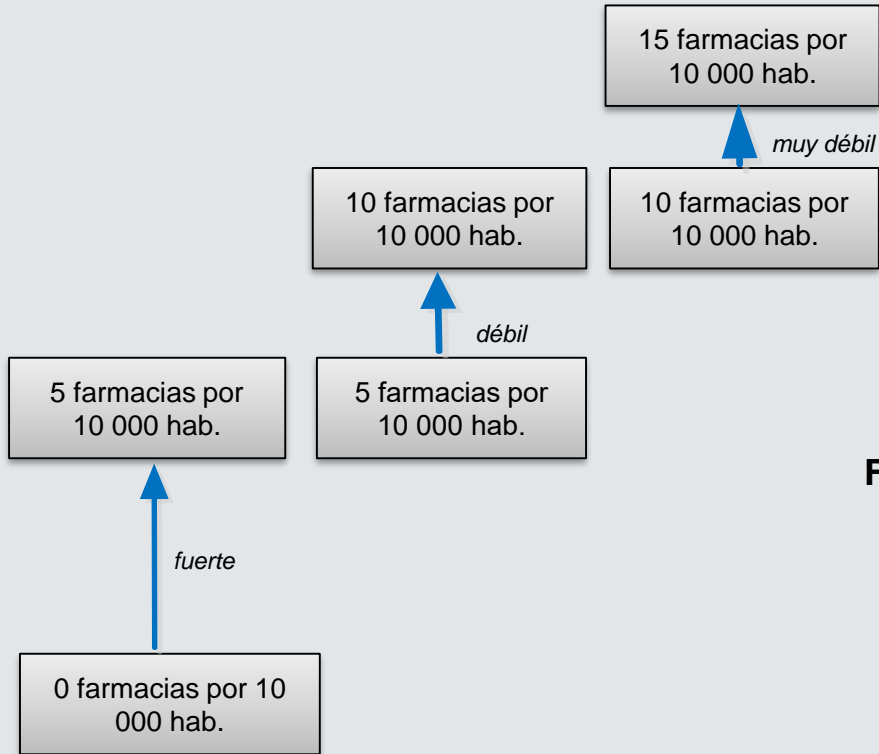 15 farmacias por
10 000 hab.
muy débil
10 farmacias por
10 000 hab.
10 farmacias por
10 000 hab.
débil
5 farmacias por
10 000 hab.
5 farmacias por
10 000 hab.
F
fuerte
0 farmacias por 10
000 hab.